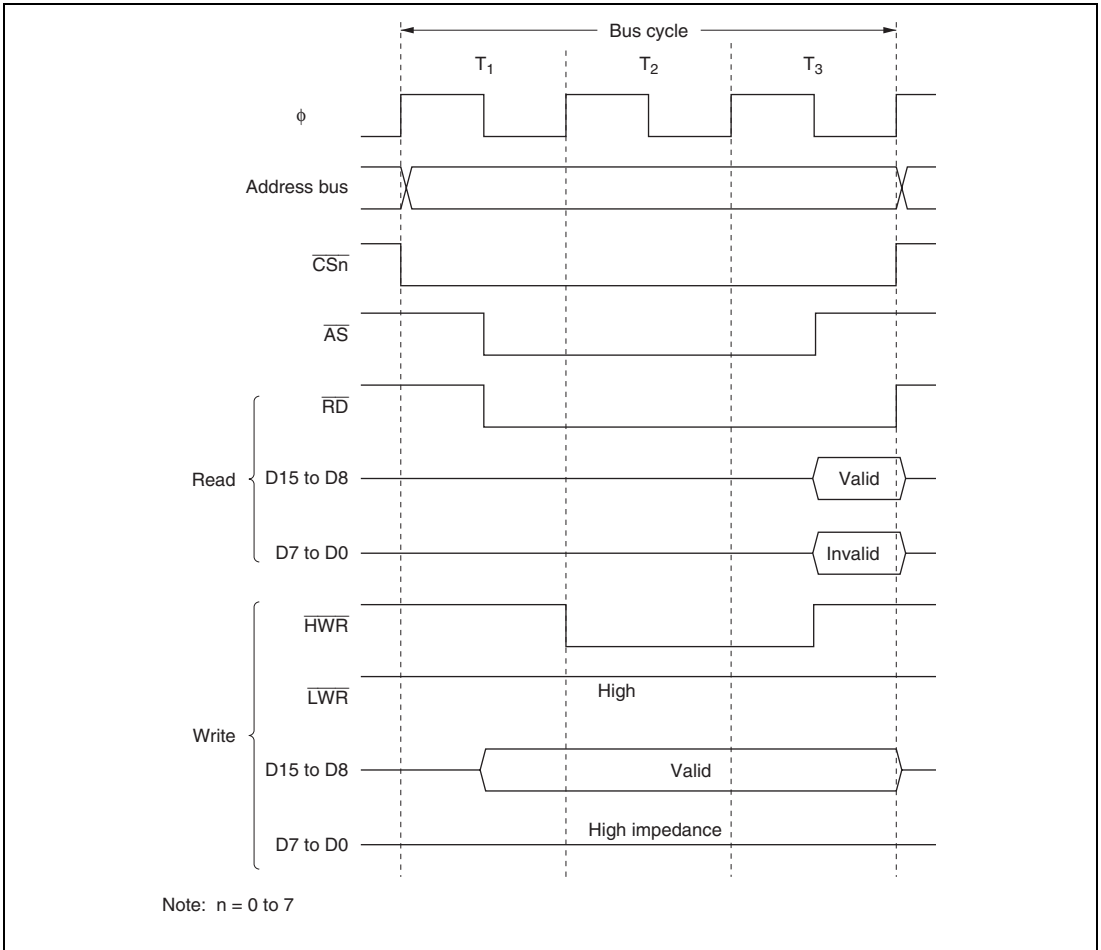 Bus cycle
T1 T2 T3
ϕ
Address bus
CSn
AS
RD
Read
D15 to D8 Valid
D7 to D0 Invalid
HWR
LWR High
Write
D15 to D8 Valid
D7 to D0 High impedance
Note: n = 0 to 7